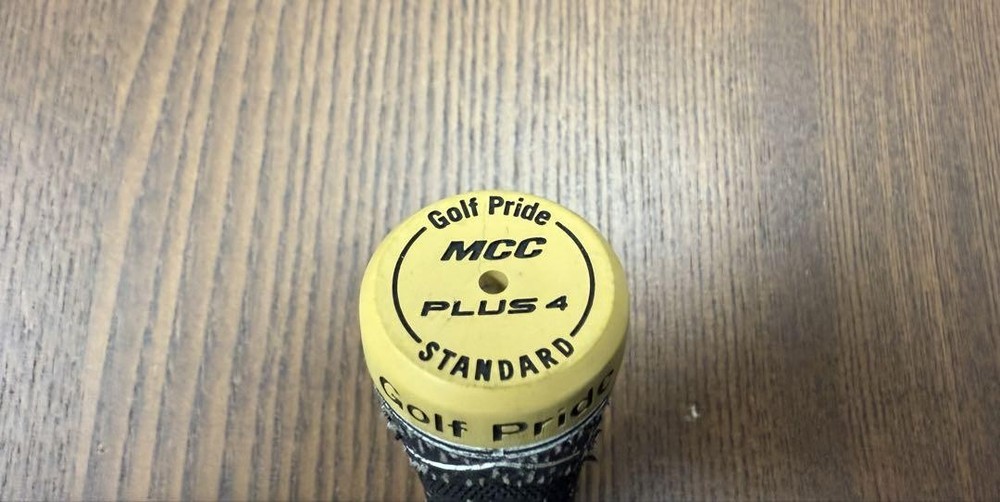 Golf Pride
MCC
PLUS 4
STANDARD
Golf Pride